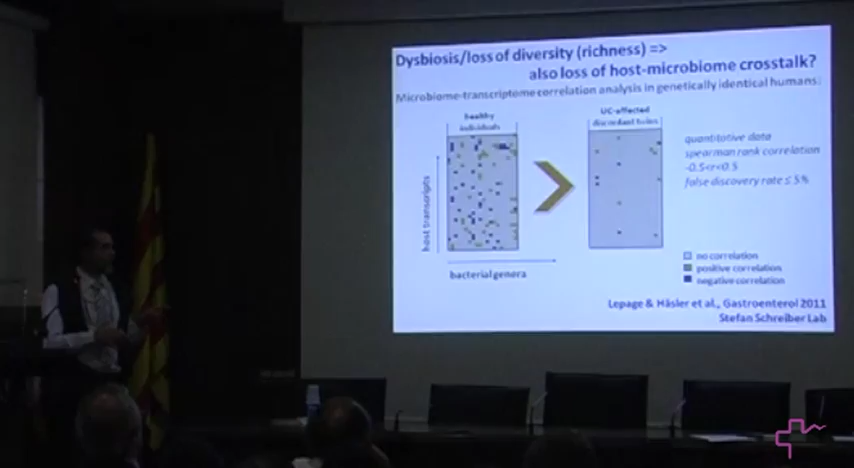 Dysbiosis/loss of diversity (richness) =>
also loss of host-microbiome crosstalk?
Microbiome-transcriptome correlation analysis in genetically identical humans:
healthy
individuals
UC-affected
discordant twins
quantitative data
spearman rank correlation
-0.5<r<0.5
false discovery rate ≤ 5%
host transcripts
bacterial genera
no correlation
positive correlation
negative correlation
Lepage & Häsler et al., Gastroenterol 2011
Stefan Schreiber Lab